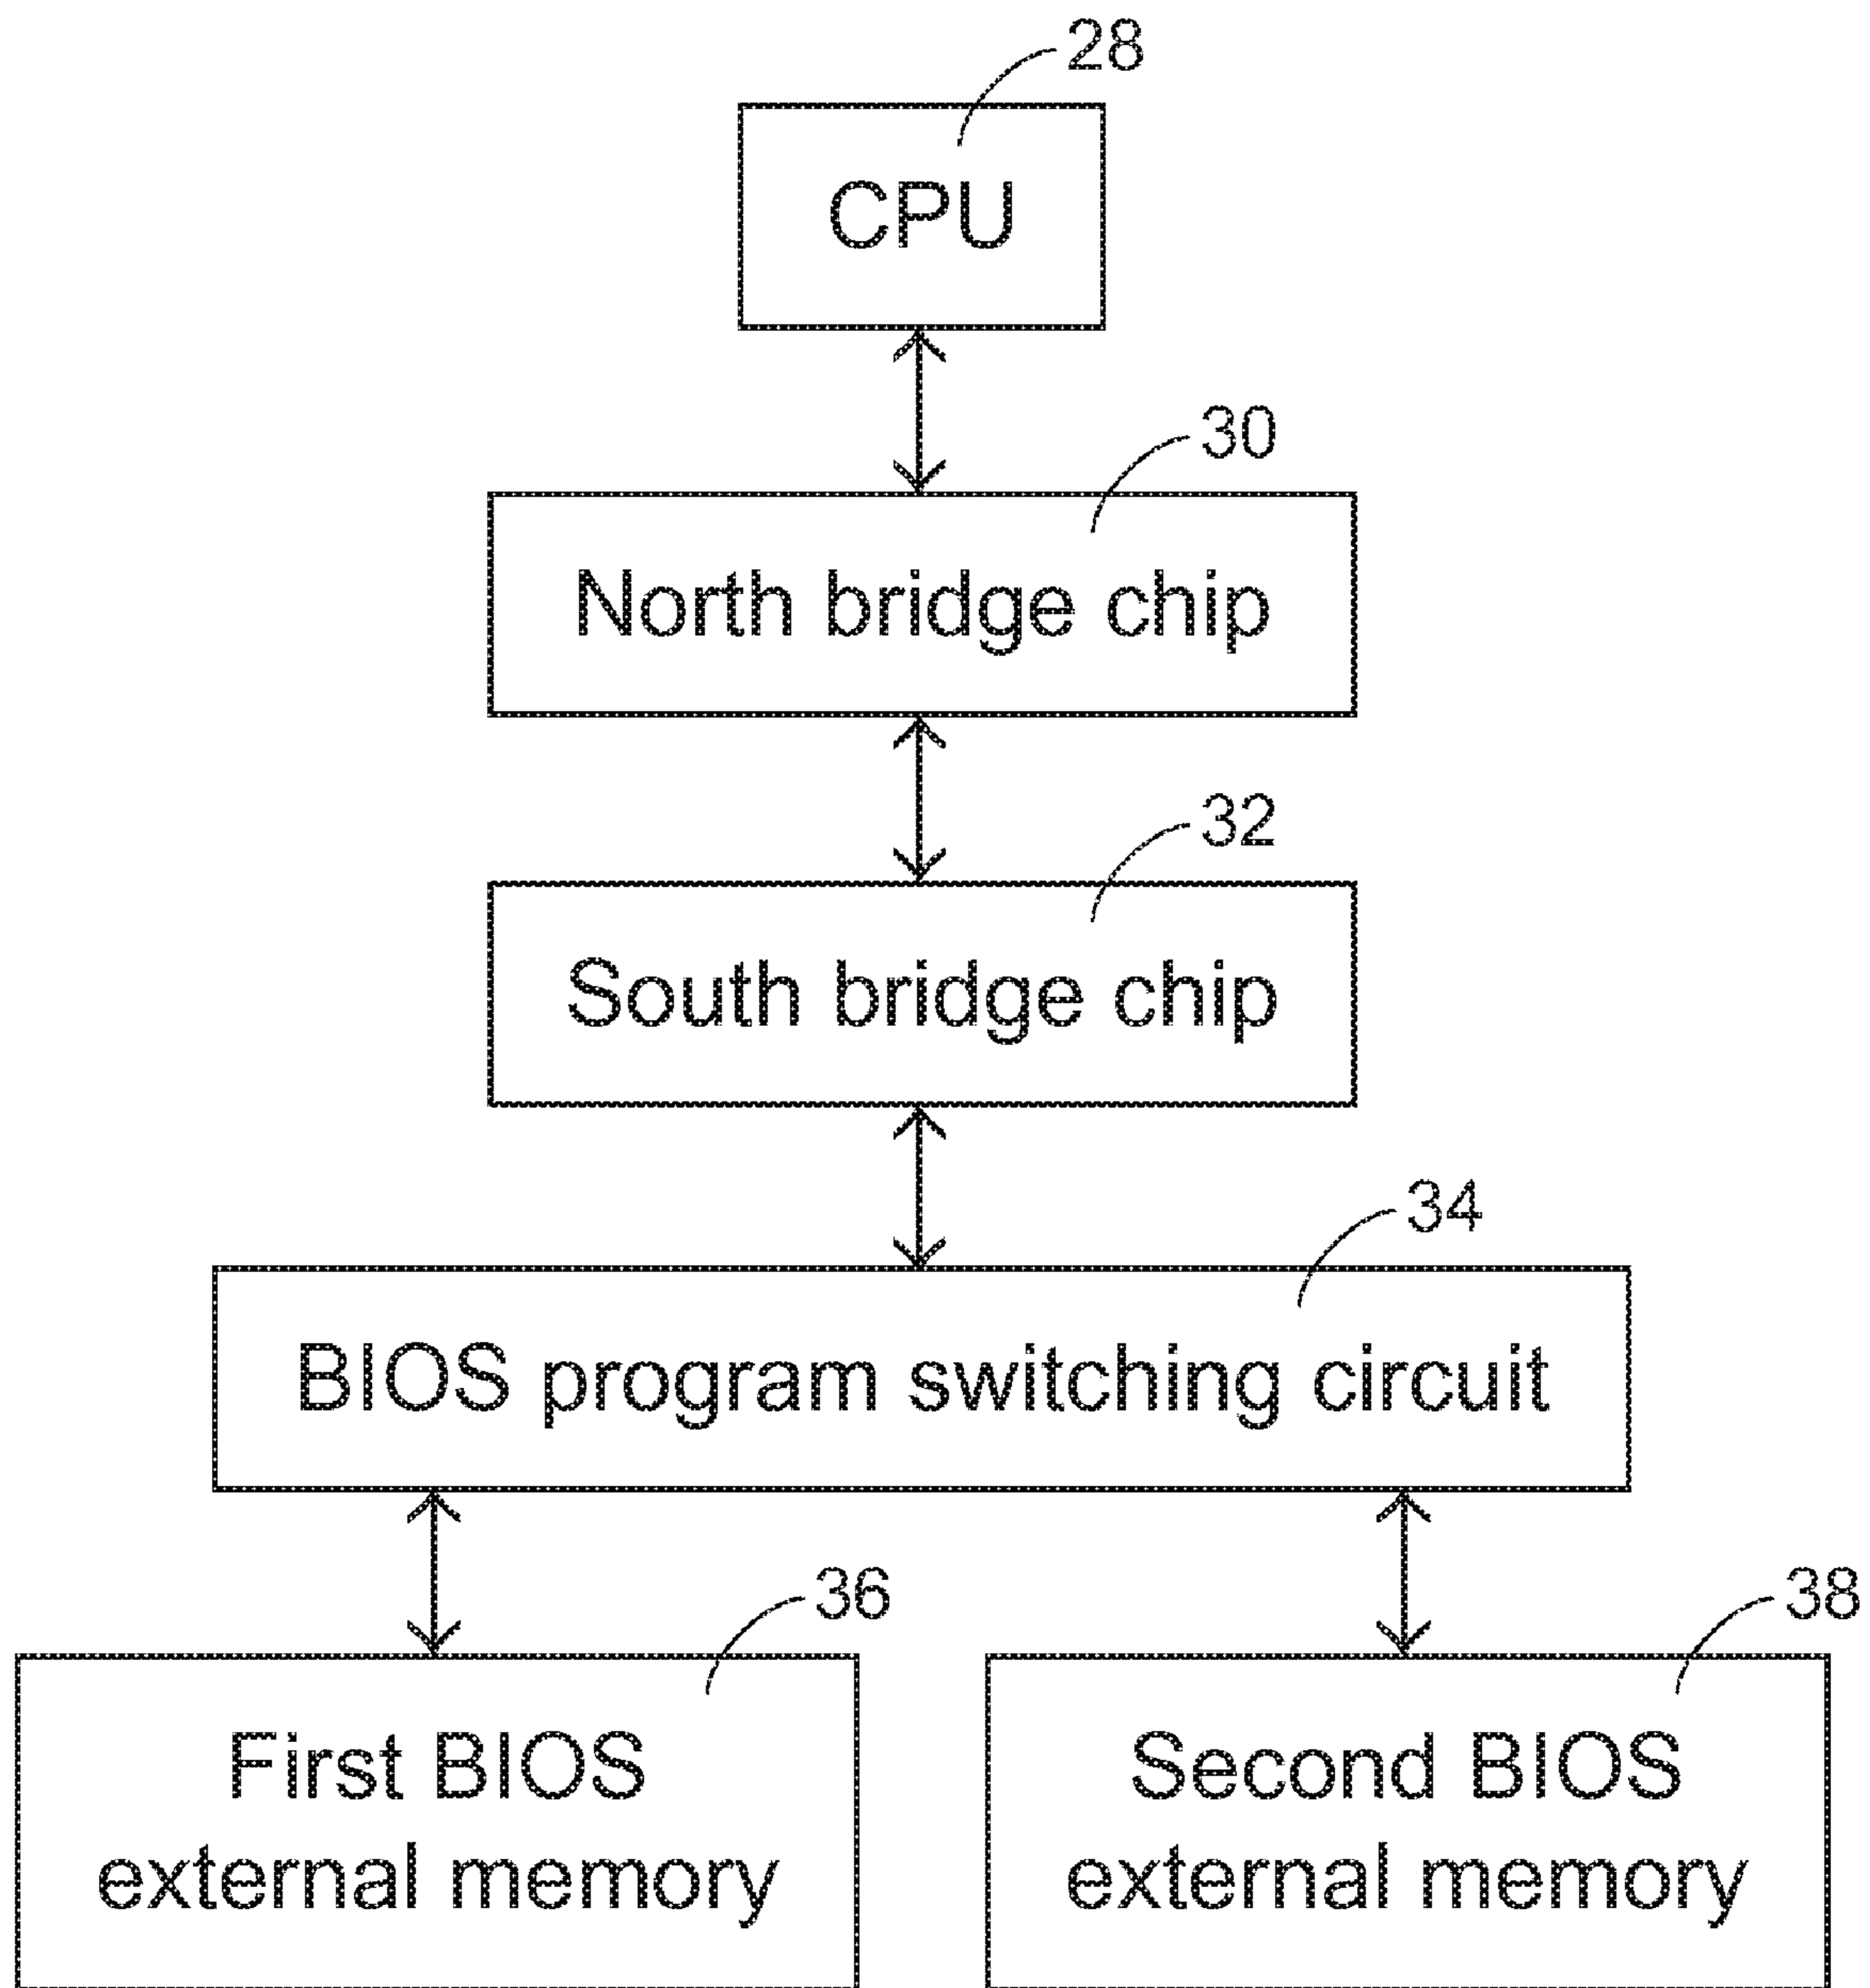 28
CPU
30
North bridge chip
32
South bridge chip
34
BIOS program switching circuit
36
38
First BIOS
external memory
Second BIOS
external memory